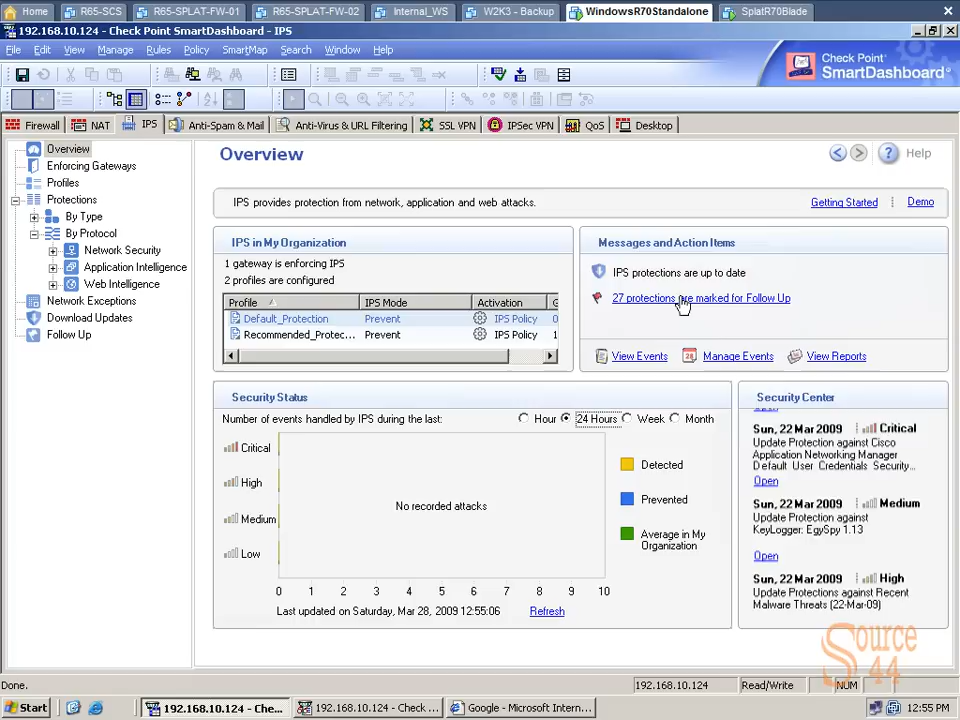 Home R65-SCS R65-SPLAT-FW-01 R65-SPLAT-FW-02 Internal_WS W2K3 - Backup WindowsR70Standalone SplatR70Blade
192.168.10.124 - Check Point SmartDashboard - IPS
File Edit View Manage Rules Policy SmartMap Search Window Help
Check Point
SmartDashboard
Firewall NAT IPS Anti-Spam & Mail Anti-Virus & URL Filtering SSL VPN IPSec VPN QoS Desktop
Overview
Enforcing Gateways
Profiles
Protections
By Type
By Protocol
Network Security
Application Intelligence
Web Intelligence
Network Exceptions
Download Updates
Follow Up
Overview
Help
IPS provides protection from network, application and web attacks.
Getting Started
Demo
IPS in My Organization
1 gateway is enforcing IPS
2 profiles are configured
Profile IPS Mode Activation G
Default_Protection Prevent IPS Policy 0
Recommended_Protec... Prevent IPS Policy 1
Messages and Action Items
IPS protections are up to date
27 protections are marked for Follow Up
View Events Manage Events View Reports
Security Status
Number of events handled by IPS during the last: Hour 24 Hours Week Month
Critical
High
Medium
Low
No recorded attacks
0 1 2 3 4 5 6 7 8 9 10
Detected
Prevented
Average in My
Organization
Last updated on Saturday, Mar 28, 2009 12:55:06
Refresh
Security Center
Open
Sun, 22 Mar 2009 Critical
Update Protection against Cisco
Application Networking Manager
Default User Credentials Security...
Open
Sun, 22 Mar 2009 Medium
Update Protection against
KeyLogger: EgySpy 1.13
Open
Sun, 22 Mar 2009 High
Update Protections against Recent
Malware Threats (22-Mar-09)
Source
44
Done.
192.168.10.124 Read/Write NUM
Start 192.168.10.124 - Che... 192.168.10.124 - Check ... Google - Microsoft Intern... 12:55 PM